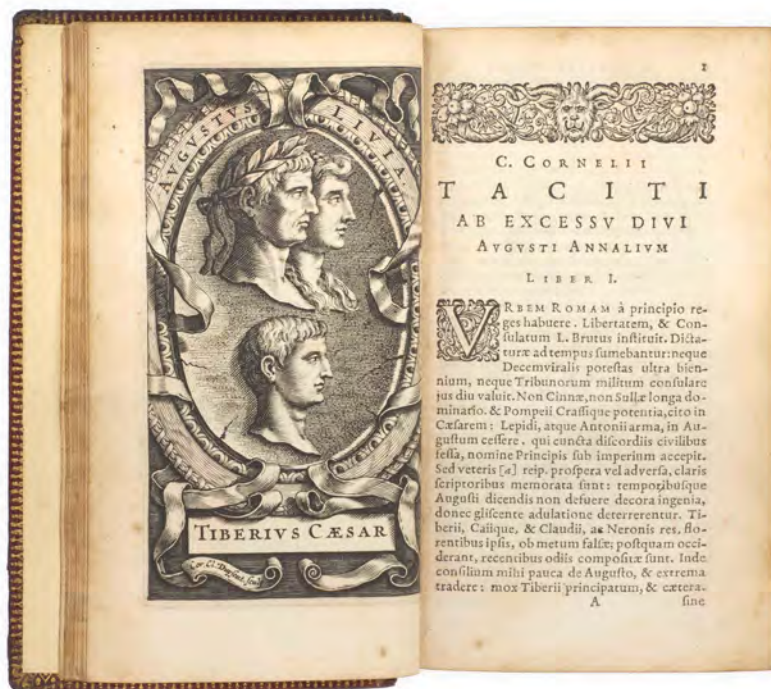 AVGVSTVS
LIVIA
TIBERIVS CÆSAR
Cor. Cl. sculp.
1
C. CORNELII
TACITI
AB EXCESSV DIVI
AVGVSTI ANNALIVM
LIBER I.
VRBEM ROMAM à principio re-
ges habuere. Libertatem, & Con-
ſulatum L. Brutus inſtituit. Dicta-
turæ ad tempus ſumebantur: neque
Decemviralis poteſtas ultra bien-
nium, neque Tribunorum militum conſulare
jus diu valuit. Non Cinnæ, non Sullæ longa do-
minatio. & Pompeii Craſſique potentia, cito in
Cæſarem: Lepidi, atque Antonii arma, in Au-
guſtum ceſſere. qui cuncta diſcordiis civilibus
feſſa, nomine Principis ſub imperium accepit.
Sed veteris [a] reip. proſpera vel adverſa, claris
ſcriptoribus memorata ſunt: temporibuſque
Auguſti dicendis non defuere decora ingenia,
donec gliſcente adulatione deterrerentur. Ti-
berii, Caiique, & Claudii, ac Neronis res, flo-
rentibus ipſis, ob metum falſæ; poſtquam occi-
derant, recentibus odiis compoſitæ ſunt. Inde
conſilium mihi pauca de Auguſto, & extrema
tradere: mox Tiberii principatum, & cætera-
A ſine